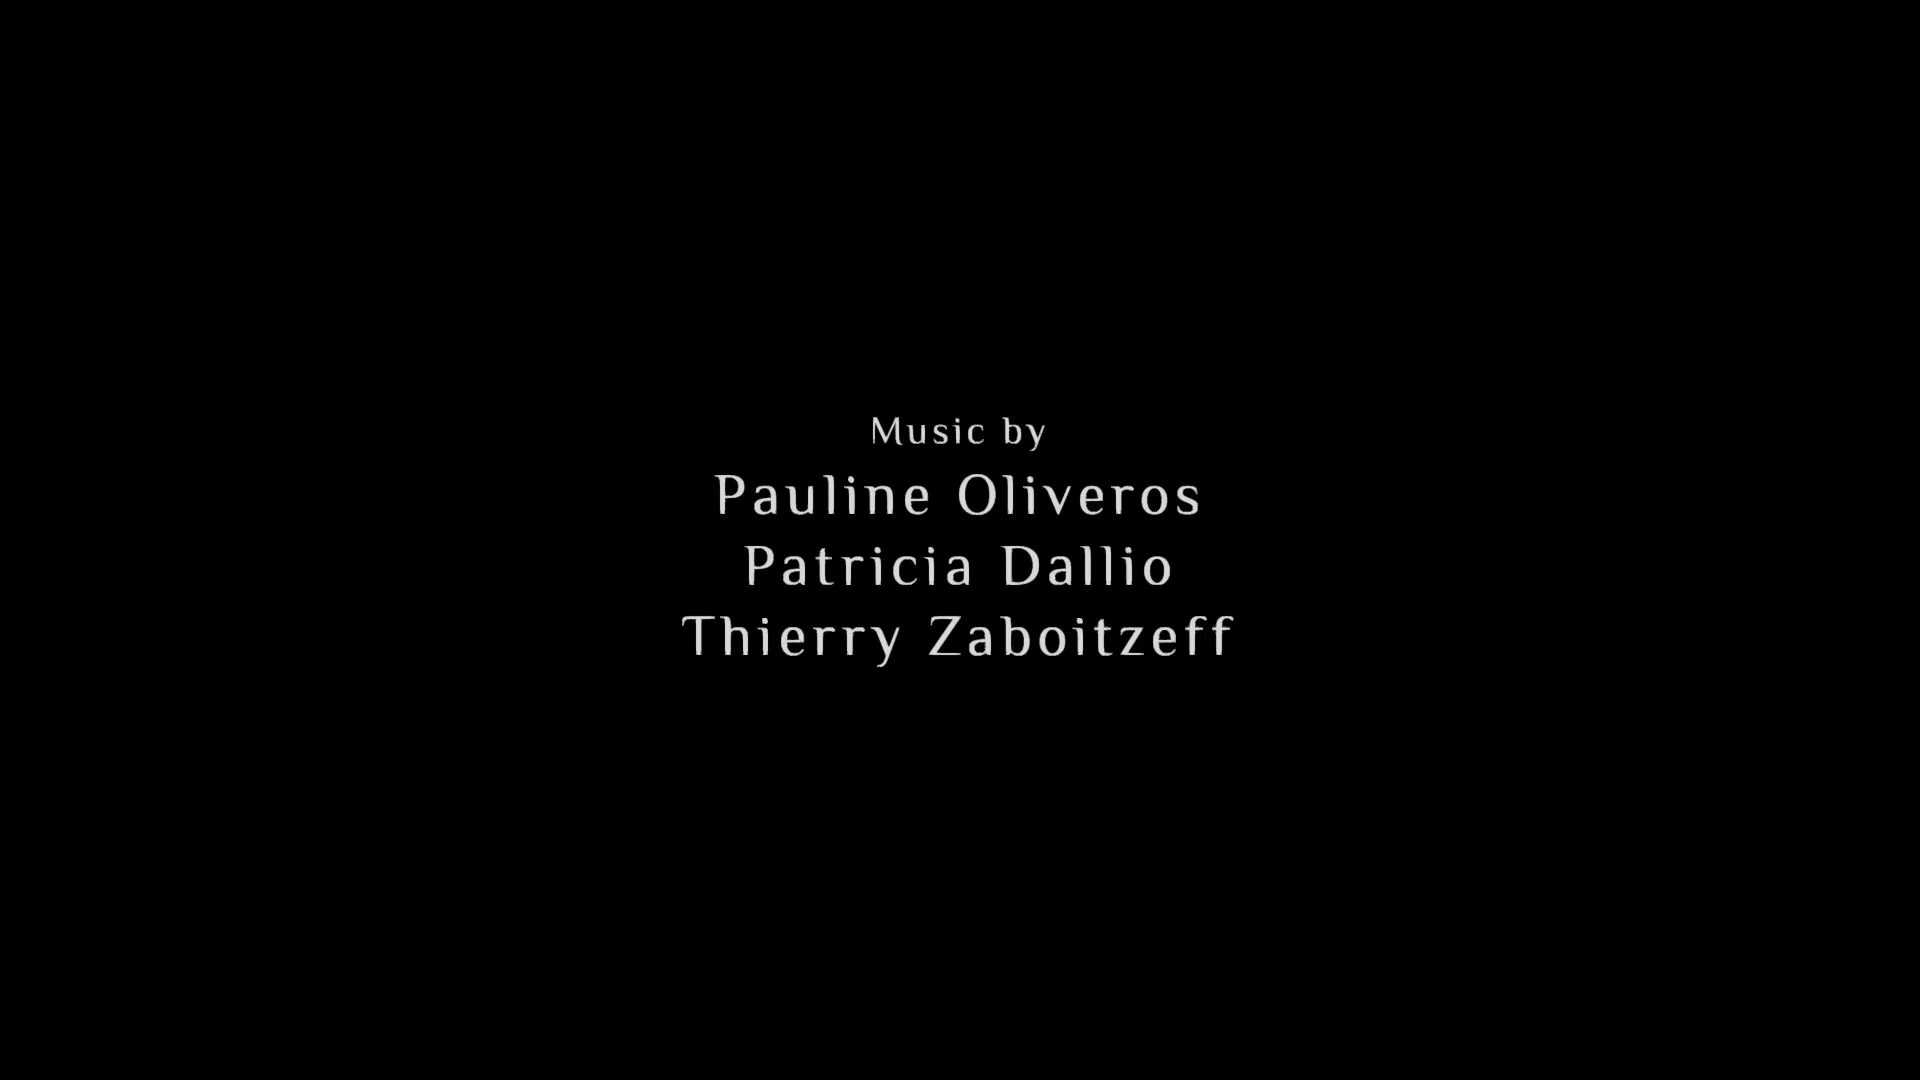 Music by
Pauline Oliveros
Patricia Dallio
Thierry Zaboitzeff